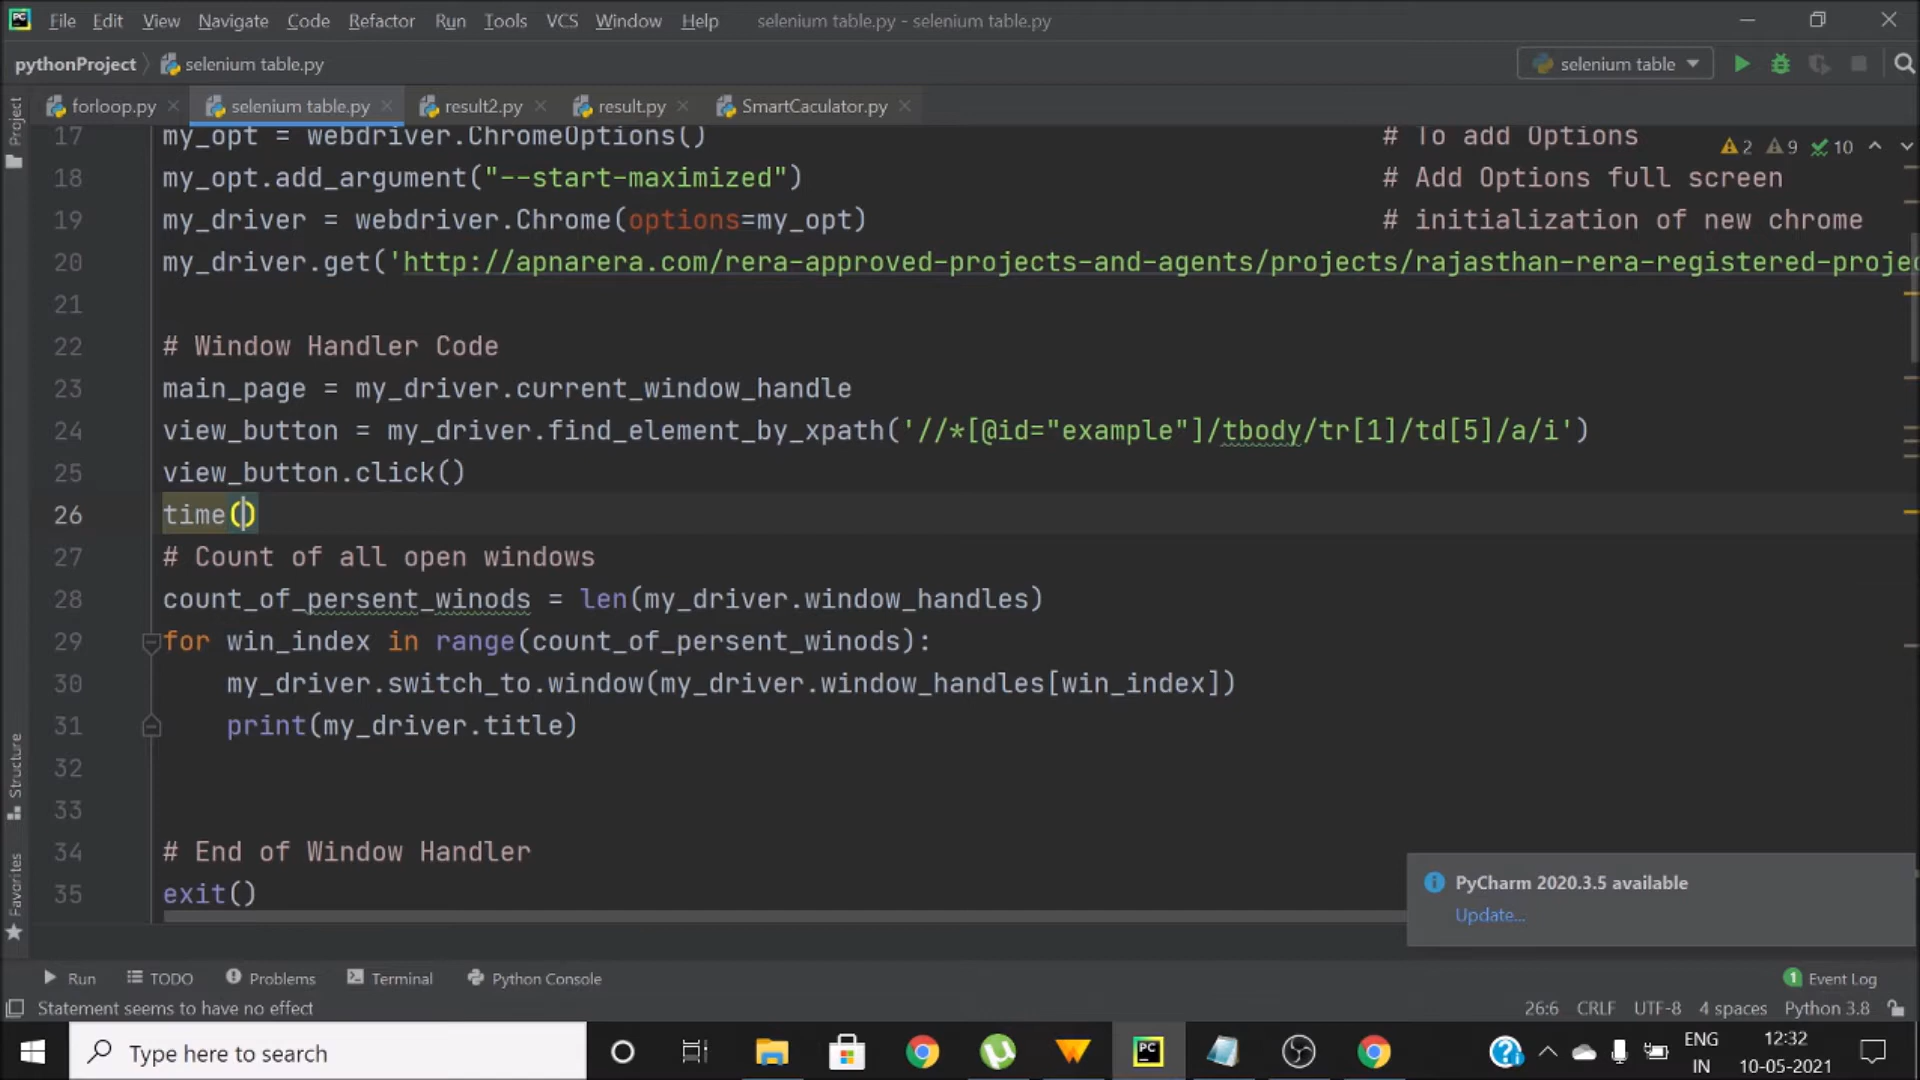 File Edit View Navigate Code Refactor Run Tools VCS Window Help selenium table.py - selenium table.py
pythonProject selenium table.py selenium table
forloop.py selenium table.py result2.py result.py SmartCaculator.py
Project
2 9 10
17 my_opt = webdriver.ChromeOptions() # To add Options
18 my_opt.add_argument("--start-maximized") # Add Options full screen
19 my_driver = webdriver.Chrome(options=my_opt) # initialization of new chrome
20 my_driver.get('http://apnarera.com/rera-approved-projects-and-agents/projects/rajasthan-rera-registered-projec
21
22 # Window Handler Code
23 main_page = my_driver.current_window_handle
24 view_button = my_driver.find_element_by_xpath('//*[@id="example"]/tbody/tr[1]/td[5]/a/i')
25 view_button.click()
26 time()
27 # Count of all open windows
28 count_of_persent_winods = len(my_driver.window_handles)
29 for win_index in range(count_of_persent_winods):
30 my_driver.switch_to.window(my_driver.window_handles[win_index])
31 print(my_driver.title)
32
33
34 # End of Window Handler
35 exit()
Structure
Favorites
PyCharm 2020.3.5 available
Update...
Run TODO Problems Terminal Python Console 1 Event Log
Statement seems to have no effect 26:6 CRLF UTF-8 4 spaces Python 3.8
Type here to search
ENG
IN
12:32
10-05-2021